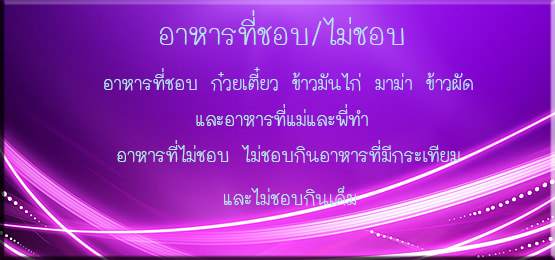 อาหารที่ชอบ/ไม่ชอบ
อาหารที่ชอบ ก๋วยเตี๋ยว ข้าวมันไก่ มาม่า ข้าวผัด
และอาหารที่แม่และพี่ทำ
อาหารที่ไม่ชอบ ไม่ชอบกินอาหารที่มีกระเทียม
และไม่ชอบกินเค็ม